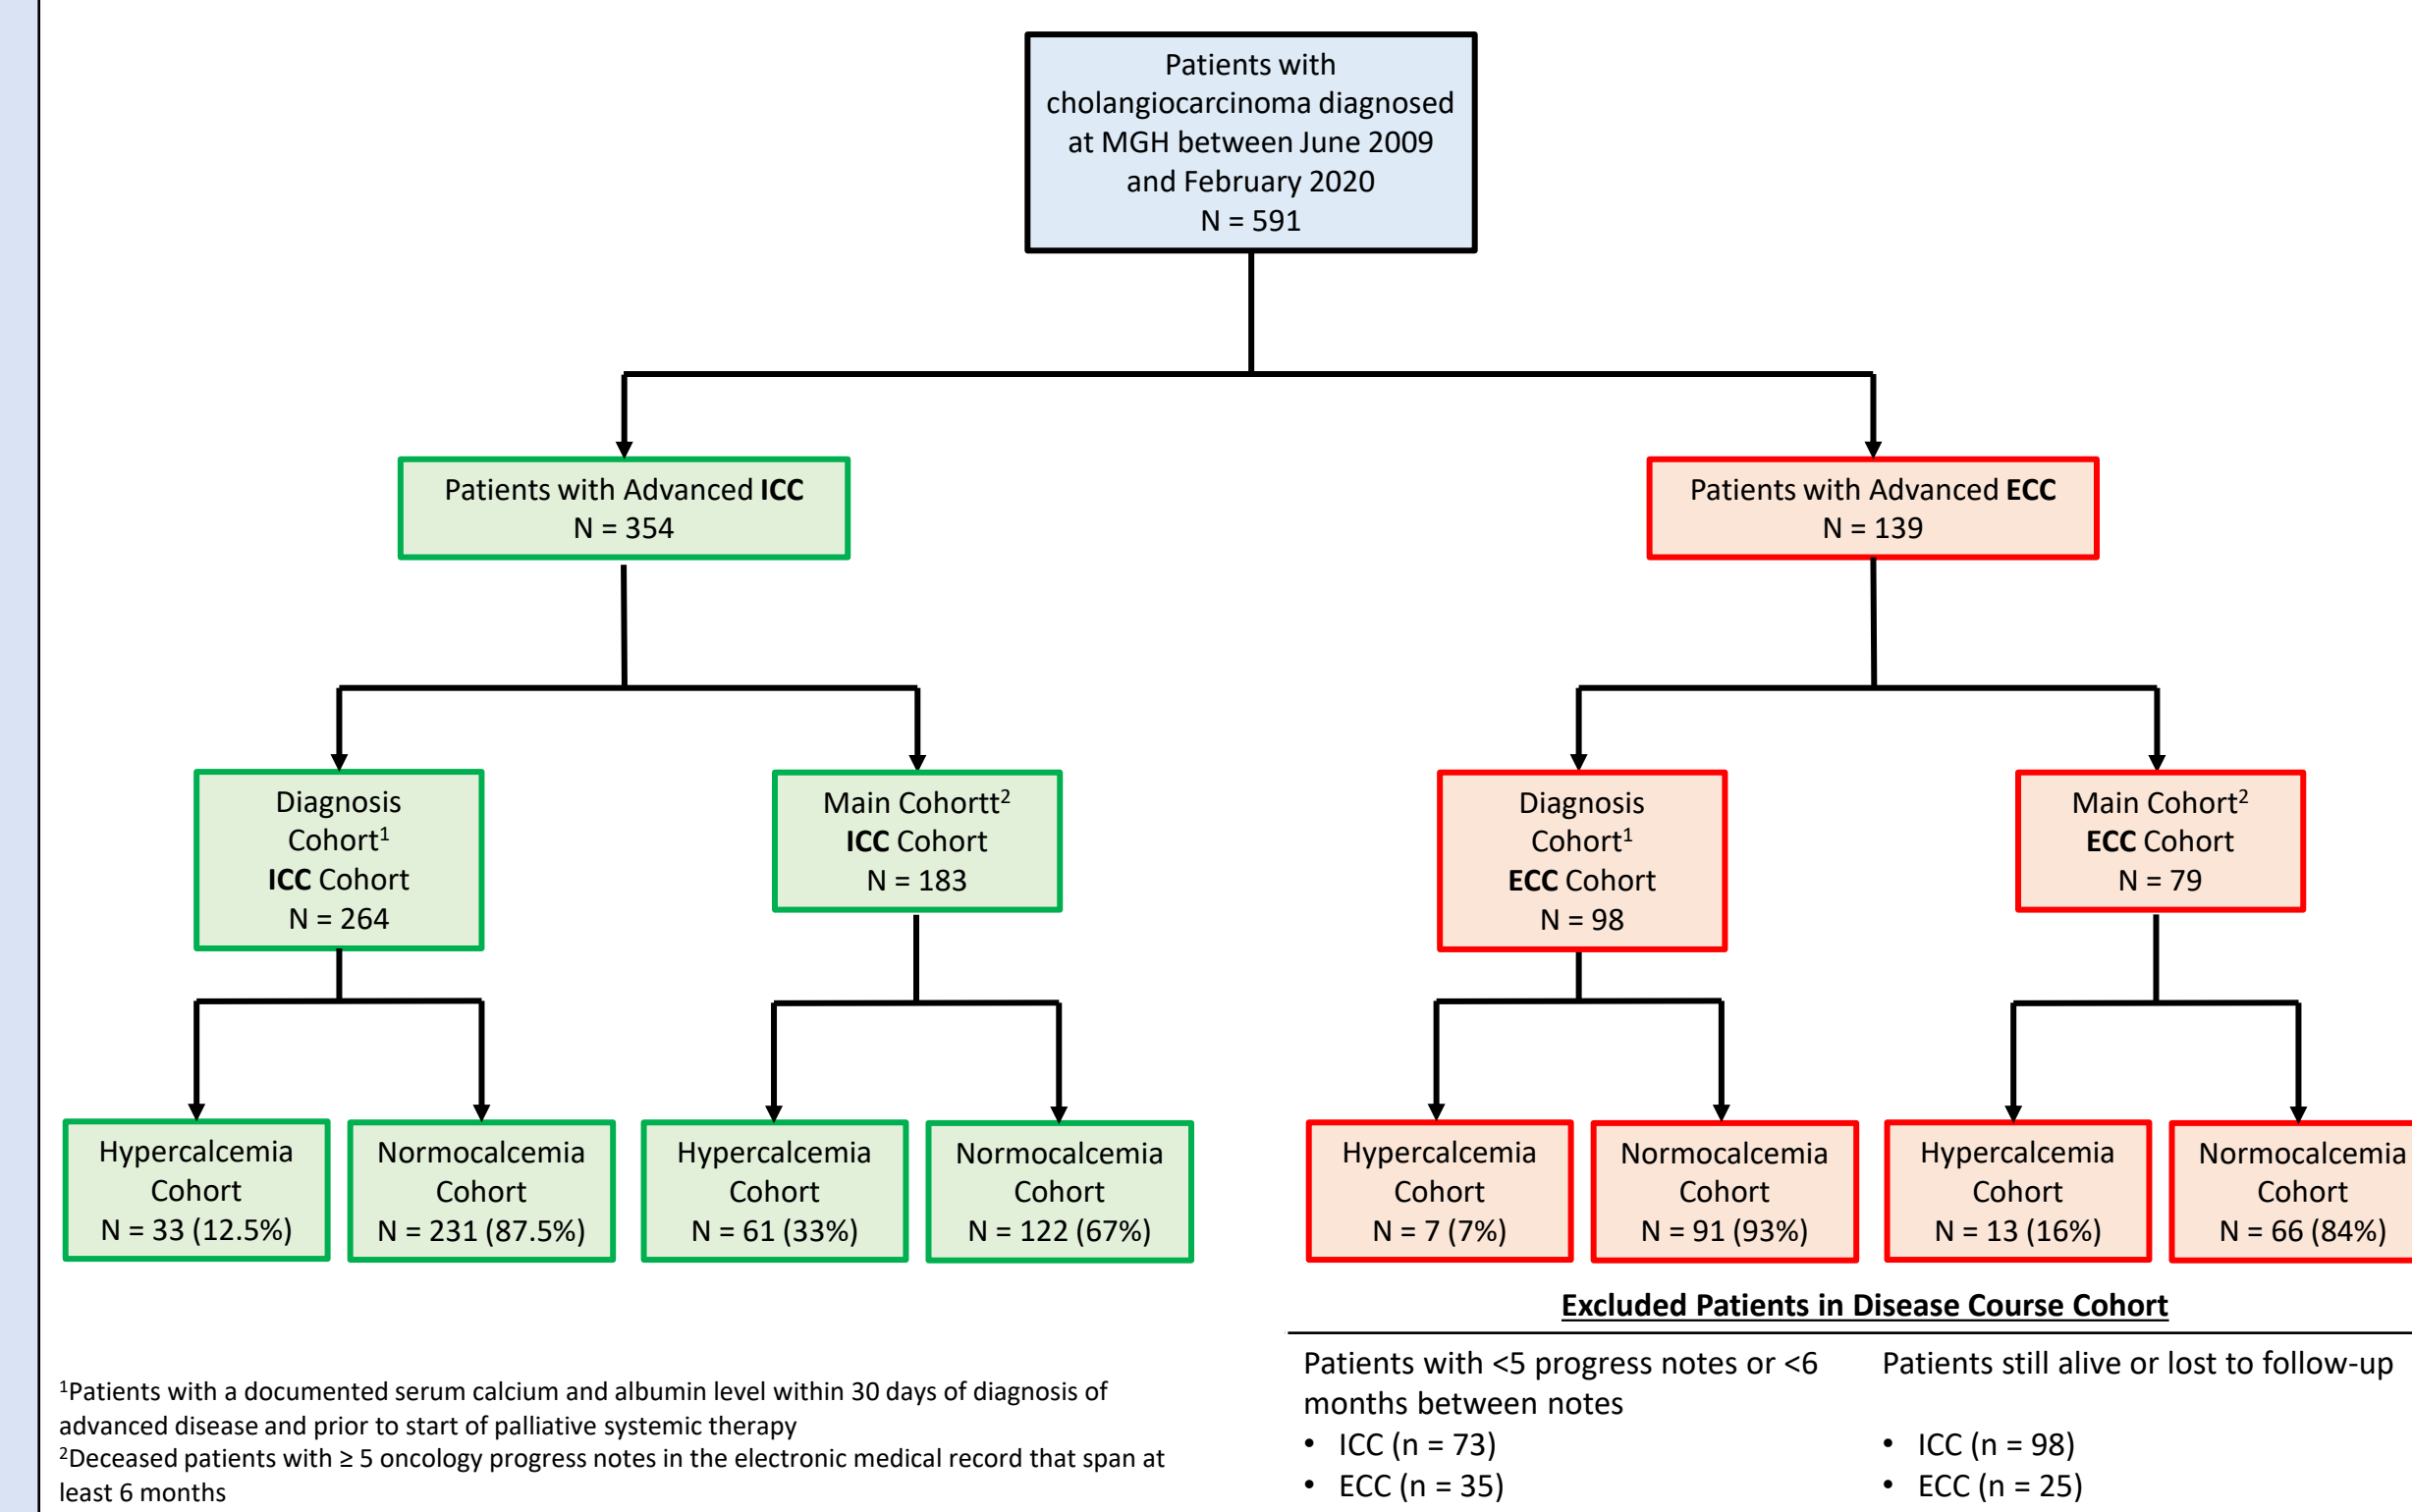 Patients with
cholangiocarcinoma diagnosed
at MGH between June 2009
and February 2020
N = 591
Patients with Advanced ICC
N = 354
Patients with Advanced ECC
N = 139
Diagnosis
Cohort¹
ICC Cohort
N = 264
Main Cohortt²
ICC Cohort
N = 183
Diagnosis
Cohort¹
ECC Cohort
N = 98
Main Cohort²
ECC Cohort
N = 79
Hypercalcemia
Cohort
N = 33 (12.5%)
Normocalcemia
Cohort
N = 231 (87.5%)
Hypercalcemia
Cohort
N = 61 (33%)
Normocalcemia
Cohort
N = 122 (67%)
Hypercalcemia
Cohort
N = 7 (7%)
Normocalcemia
Cohort
N = 91 (93%)
Hypercalcemia
Cohort
N = 13 (16%)
Normocalcemia
Cohort
N = 66 (84%)
Excluded Patients in Disease Course Cohort
Patients with <5 progress notes or <6
months between notes
• ICC (n = 73)
• ECC (n = 35)
Patients still alive or lost to follow-up
• ICC (n = 98)
• ECC (n = 25)
¹Patients with a documented serum calcium and albumin level within 30 days of diagnosis of
advanced disease and prior to start of palliative systemic therapy
²Deceased patients with ≥ 5 oncology progress notes in the electronic medical record that span at
least 6 months